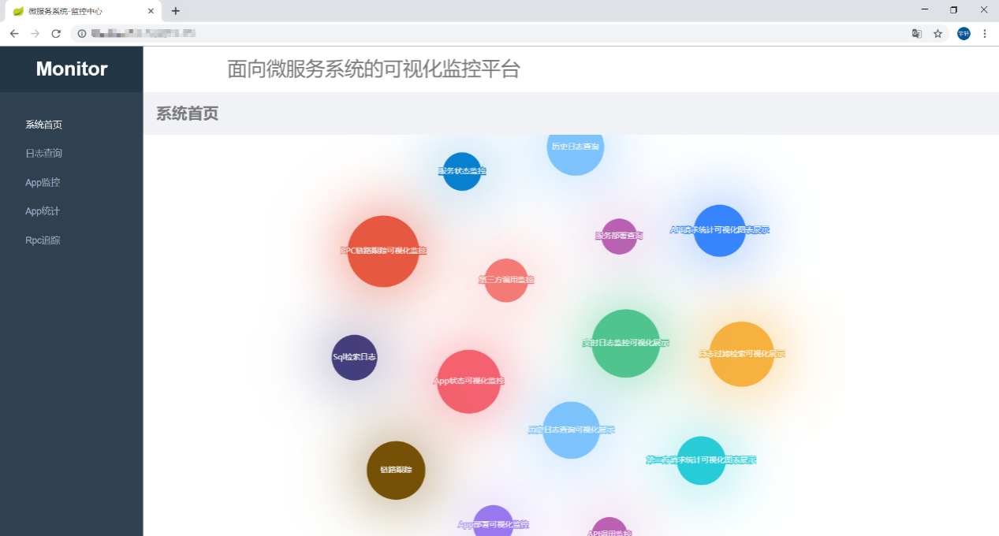 微服务系统-监控中心
Monitor
面向微服务系统的可视化监控平台
系统首页
系统首页
日志查询
App监控
App统计
Rpc追踪
历史日志查询
服务状态监控
API请求统计可视化图表展示
服务部署查询
RPC链路跟踪可视化监控
第三方调用监控
实时日志监控可视化展示
日志过滤检索可视化展示
Sql检索日志
App状态可视化监控
历史日志查询可视化展示
第三方请求统计可视化图表展示
链路跟踪
App部署可视化监控
API调用监控
宇轩